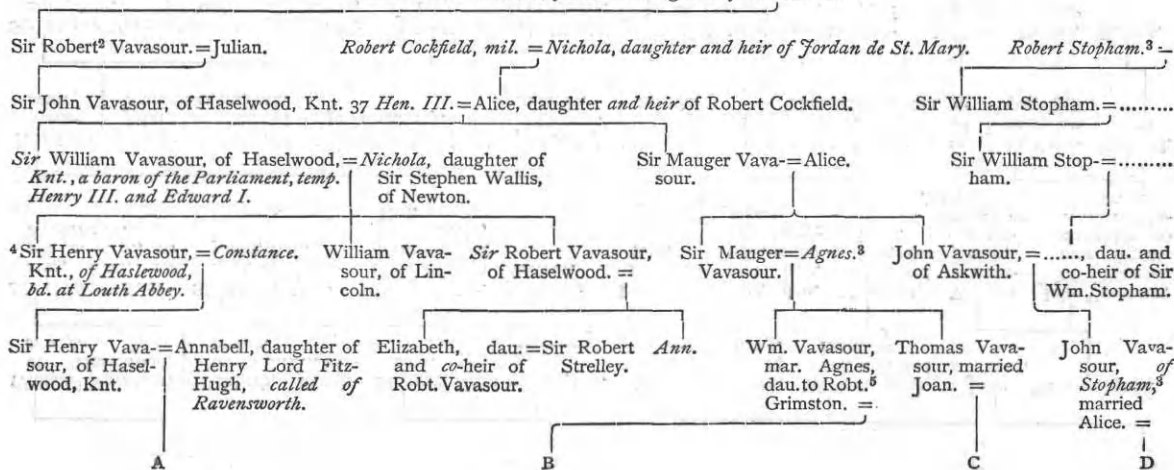 Sir Robert² Vavasour. = Julian.
Robert Cockfield, mil. = Nichola, daughter and heir of Jordan de St. Mary.
Robert Stopham.³ =
Sir John Vavasour, of Haselwood, Knt. 37 Hen. III. = Alice, daughter and heir of Robert Cockfield.
Sir William Stopham. = .........
Sir William Vavasour, of Haselwood,
Knt., a baron of the Parliament, temp.
Henry III. and Edward I.
= Nichola, daughter of
Sir Stephen Wallis,
of Newton.
Sir Mauger Vava-
sour.
= Alice.
Sir William Stop-
ham.
= .........
⁴ Sir Henry Vavasour,
Knt., of Haslewood,
bd. at Louth Abbey.
= Constance.
William Vava-
sour, of Lin-
coln.
Sir Robert Vavasour,
of Haselwood. =
Sir Mauger
Vavasour.
= Agnes.³
John Vavasour,
of Askwith.
= ......, dau. and
co-heir of Sir
Wm. Stopham.
Sir Henry Vava-
sour, of Hasel-
wood, Knt.
= Annabell, daughter of
Henry Lord Fitz-
Hugh, called of
Ravensworth.
Elizabeth, dau.
and co-heir of
Robt. Vavasour.
= Sir Robert
Strelley.
Ann.
Wm. Vavasour,
mar. Agnes,
dau. to Robt.⁵
Grimston. =
Thomas Vava-
sour, married
Joan. =
John Vava-
sour, of
Stopham,³
married
Alice. =
A
B
C
D